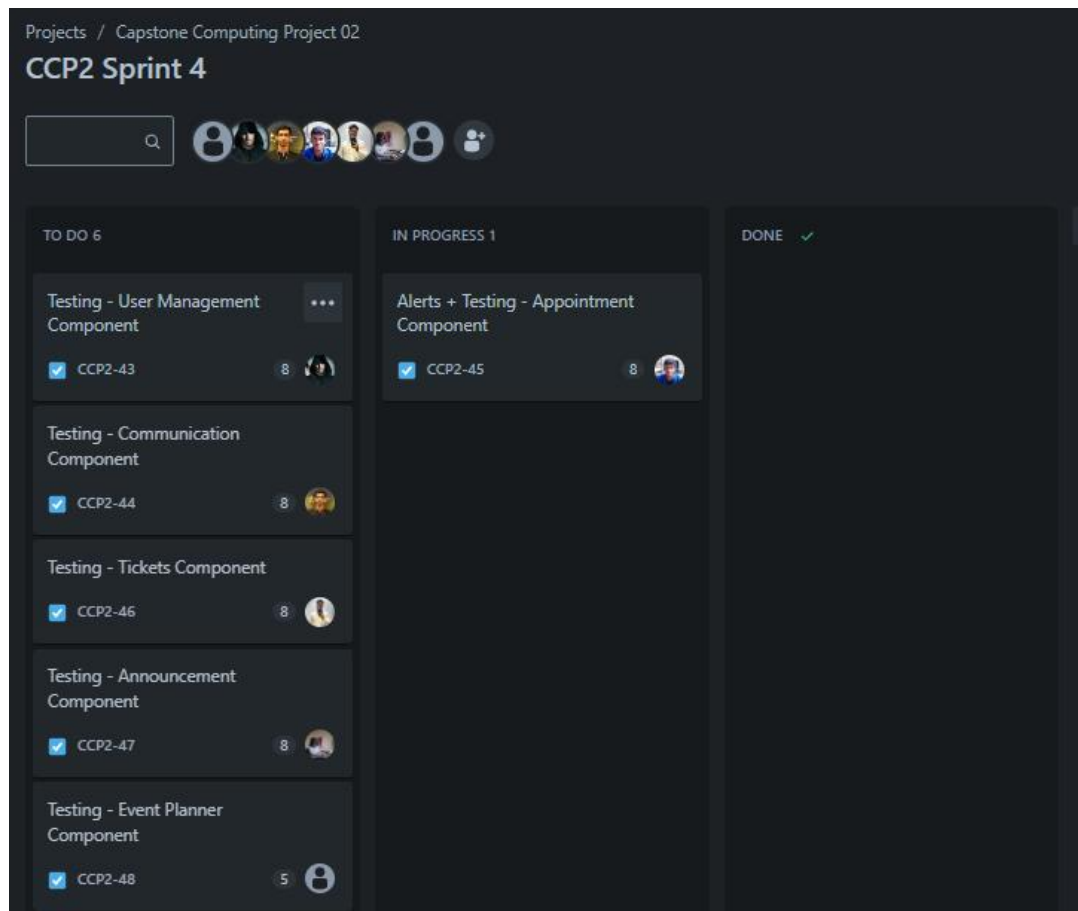 Projects / Capstone Computing Project 02
CCP2 Sprint 4
TO DO 6
Testing - User Management
Component
CCP2-43 8
Testing - Communication
Component
CCP2-44 8
Testing - Tickets Component
CCP2-46 8
Testing - Announcement
Component
CCP2-47 8
Testing - Event Planner
Component
CCP2-48 5
IN PROGRESS 1
Alerts + Testing - Appointment
Component
CCP2-45 8
DONE